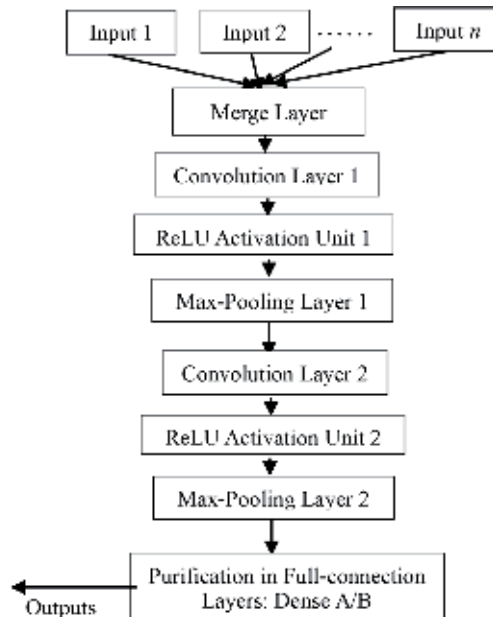 Input 1
Input 2
......
Input n
Merge Layer
Convolution Layer 1
ReLU Activation Unit 1
Max-Pooling Layer 1
Convolution Layer 2
ReLU Activation Unit 2
Max-Pooling Layer 2
Purification in Full-connection
Layers: Dense A/B
Outputs